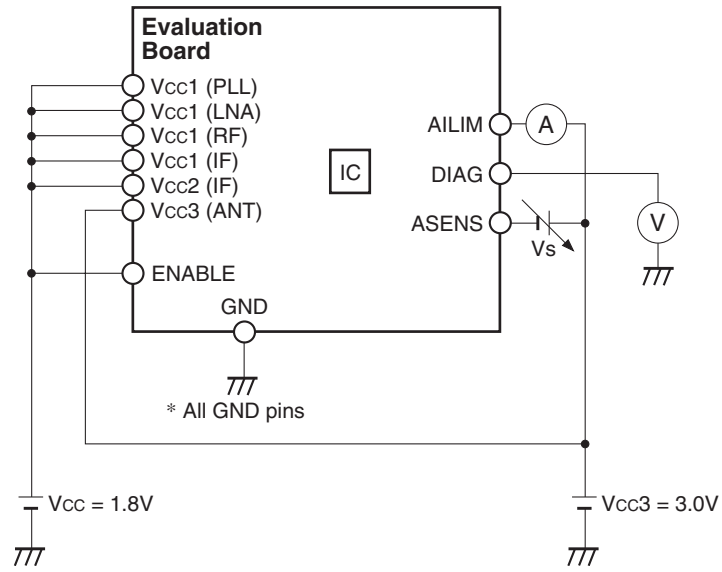 Evaluation
Board
VCC1 (PLL)
VCC1 (LNA)
VCC1 (RF)
VCC1 (IF)
VCC2 (IF)
VCC3 (ANT)
ENABLE
GND
IC
AILIM
DIAG
ASENS
A
V
Vs
* All GND pins
VCC = 1.8V
VCC3 = 3.0V